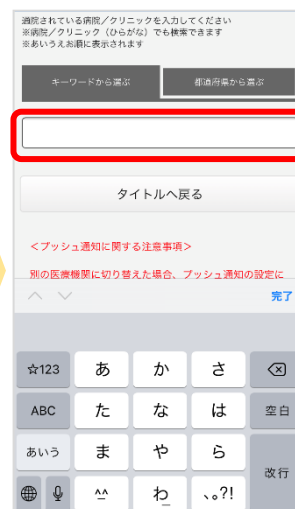 通院されている病院／クリニックを入力してください
※病院／クリニック（ひらがな）でも検索できます
※あいうえお順に表示されます
キーワードから選ぶ
都道府県から選ぶ
タイトルへ戻る
＜プッシュ通知に関する注意事項＞
別の医療機関に切り替えた場合、プッシュ通知の設定に
完了
☆123 あ か さ
ABC た な は 空白
あいう ま や ら
改行
^^ わ 、。?!